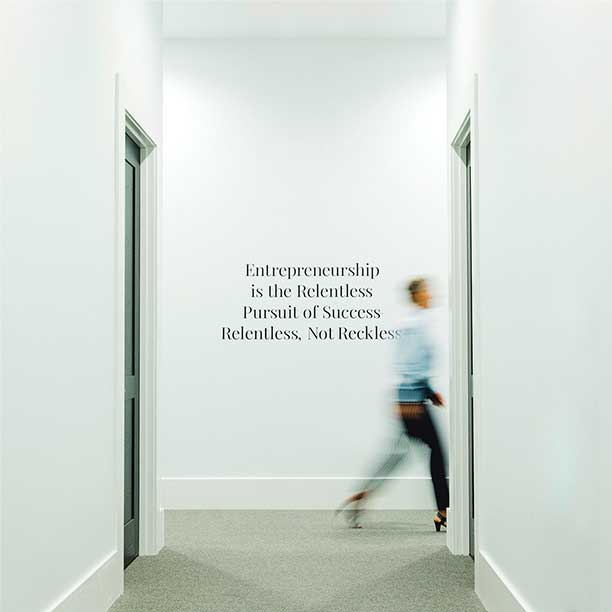 Entrepreneurship
is the Relentless
Pursuit of Success
Relentless, Not Reckless